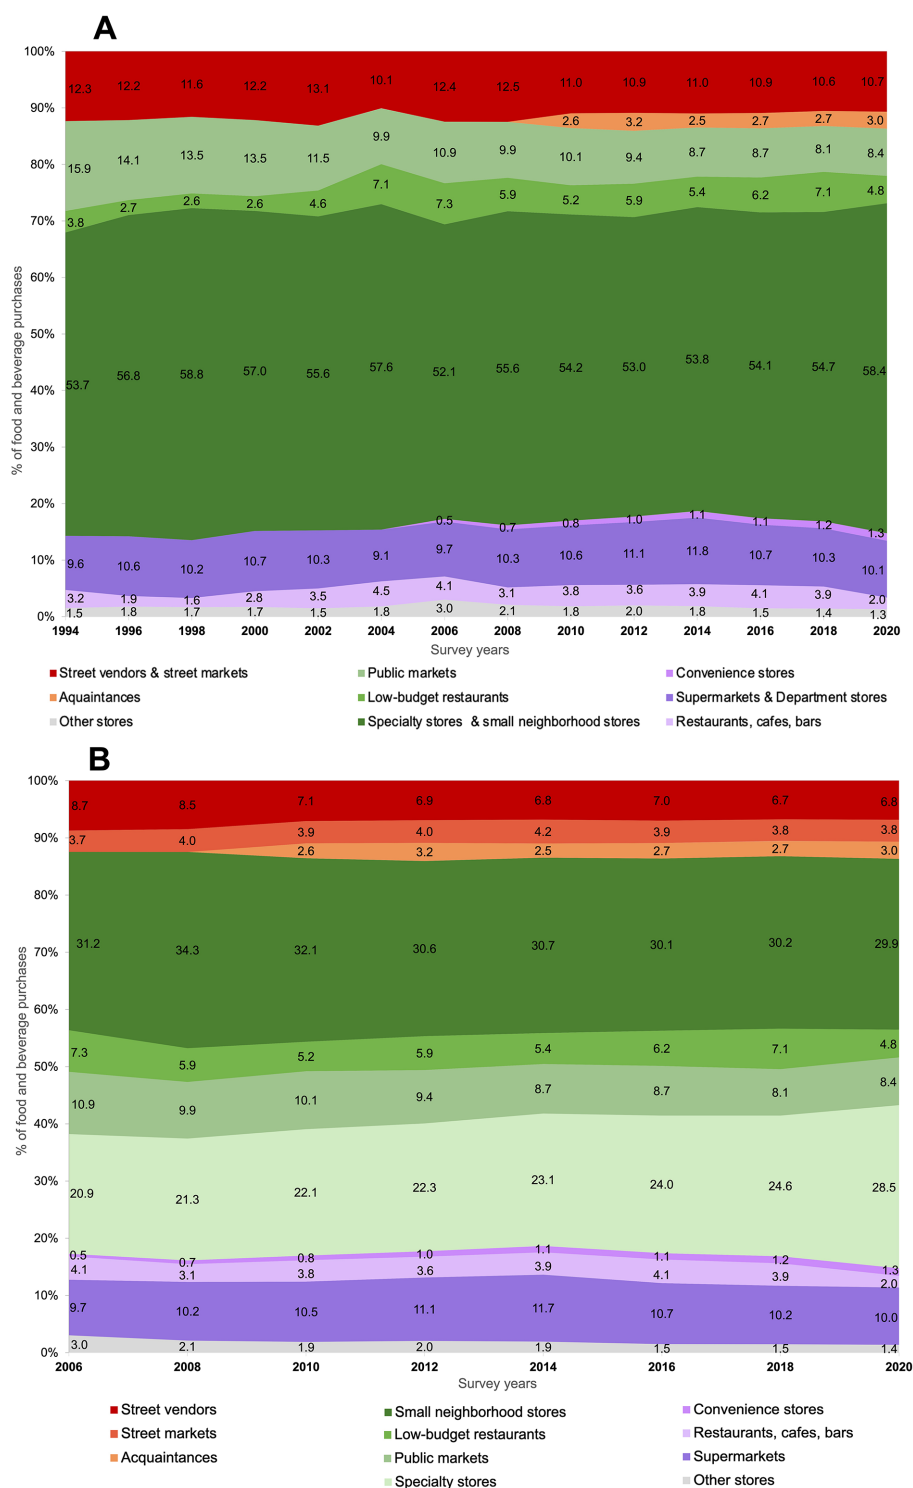 A
100%
12.3 12.2 11.6 12.2 13.1 10.1 12.4 12.5 11.0 10.9 11.0 10.9 10.6 10.7
90%
2.6 3.2 2.5 2.7 2.7 3.0
15.9 14.1 13.5 13.5 11.5 9.9 10.9 9.9 10.1 9.4 8.7 8.7 8.1 8.4
80%
3.8 2.7 2.6 2.6 4.6 7.1 7.3 5.9 5.2 5.9 5.4 6.2 7.1 4.8
70%
60%
50%
53.7 56.8 58.8 57.0 55.6 57.6 52.1 55.6 54.2 53.0 53.8 54.1 54.7 58.4
40%
30%
20%
0.5 0.7 0.8 1.0 1.1 1.1 1.2 1.3
9.6 10.6 10.2 10.7 10.3 9.1 9.7 10.3 10.6 11.1 11.8 10.7 10.3 10.1
10%
3.2 1.9 1.6 2.8 3.5 4.5 4.1 3.1 3.8 3.6 3.9 4.1 3.9 2.0
1.5 1.8 1.7 1.7 1.5 1.8 3.0 2.1 1.8 2.0 1.8 1.5 1.4 1.3
0%
% of food and beverage purchases
1994 1996 1998 2000 2002 2004 2006 2008 2010 2012 2014 2016 2018 2020
Survey years
Street vendors & street markets Public markets Convenience stores
Aquaintances Low-budget restaurants Supermarkets & Department stores
Other stores Specialty stores & small neighborhood stores Restaurants, cafes, bars
B
100%
8.7 8.5 7.1 6.9 6.8 7.0 6.7 6.8
90%
3.7 4.0 3.9 4.0 4.2 3.9 3.8 3.8
2.6 3.2 2.5 2.7 2.7 3.0
80%
70%
31.2 34.3 32.1 30.6 30.7 30.1 30.2 29.9
60%
7.3 5.9 5.2 5.9 5.4 6.2 7.1 4.8
50%
10.9 9.9 10.1 9.4 8.7 8.7 8.1 8.4
40%
30%
20.9 21.3 22.1 22.3 23.1 24.0 24.6 28.5
20%
0.5 0.7 0.8 1.0 1.1 1.1 1.2 1.3
4.1 3.1 3.8 3.6 3.9 4.1 3.9 2.0
10%
9.7 10.2 10.5 11.1 11.7 10.7 10.2 10.0
3.0 2.1 1.9 2.0 1.9 1.5 1.5 1.4
0%
% of food and beverage purchases
2006 2008 2010 2012 2014 2016 2018 2020
Survey years
Street vendors Small neighborhood stores Convenience stores
Street markets Low-budget restaurants Restaurants, cafes, bars
Acquaintances Public markets Supermarkets
Specialty stores Other stores